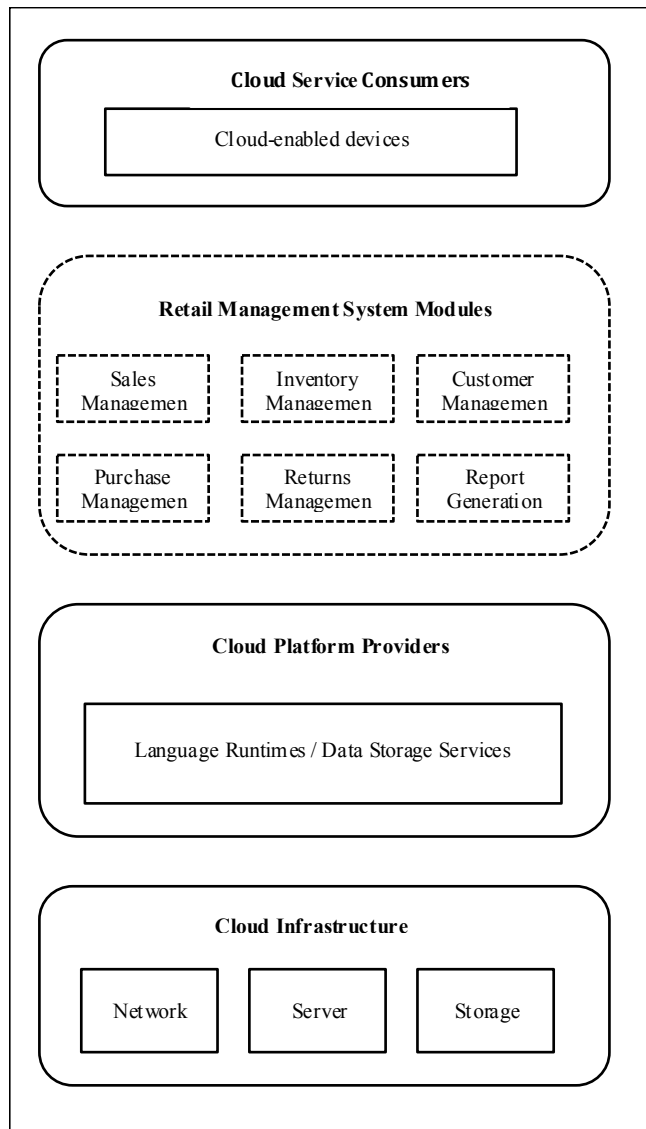 Cloud Service Consumers
Cloud-enabled devices
Retail Management System Modules
Sales
Managemen
Inventory
Managemen
Customer
Managemen
Purchase
Managemen
Returns
Managemen
Report
Generation
Cloud Platform Providers
Language Runtimes / Data Storage Services
Cloud Infrastructure
Network
Server
Storage